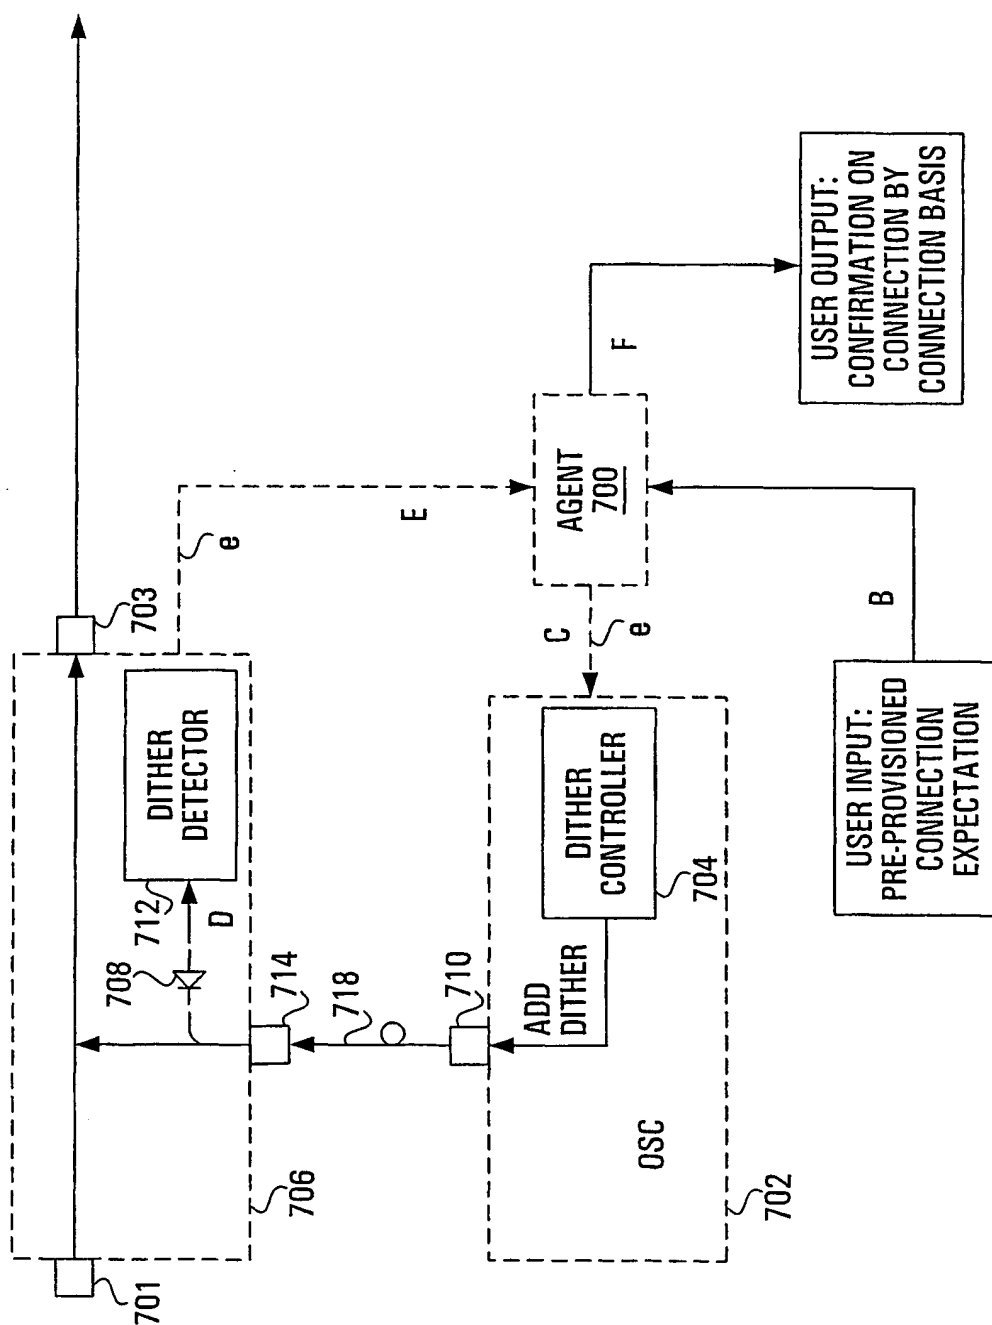 701
703
706
708
712
DITHER
DETECTOR
D
e
E
714
718
710
ADD
DITHER
DITHER
CONTROLLER
704
OSC
702
C
e
AGENT
700
F
B
USER INPUT:
PRE-PROVISIONED
CONNECTION
EXPECTATION
USER OUTPUT:
CONFIRMATION ON
CONNECTION BY
CONNECTION BASIS